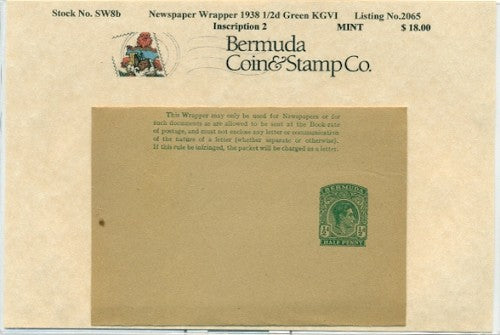 Stock No. SW8b Newspaper Wrapper 1938 1/2d Green KGVI Listing No.2065
Inscription 2 MINT $ 18.00
Bermuda
Coin&Stamp Co.
This Wrapper may only be used for Newspapers or for
such documents as are allowed to be sent at the Book-rate
of postage, and must not enclose any letter or communication
of the nature of a letter (whether separate or otherwise).
If this rule be infringed, the packet will be charged as a letter.
BERMUDA
½ d ½ d
HALF PENNY